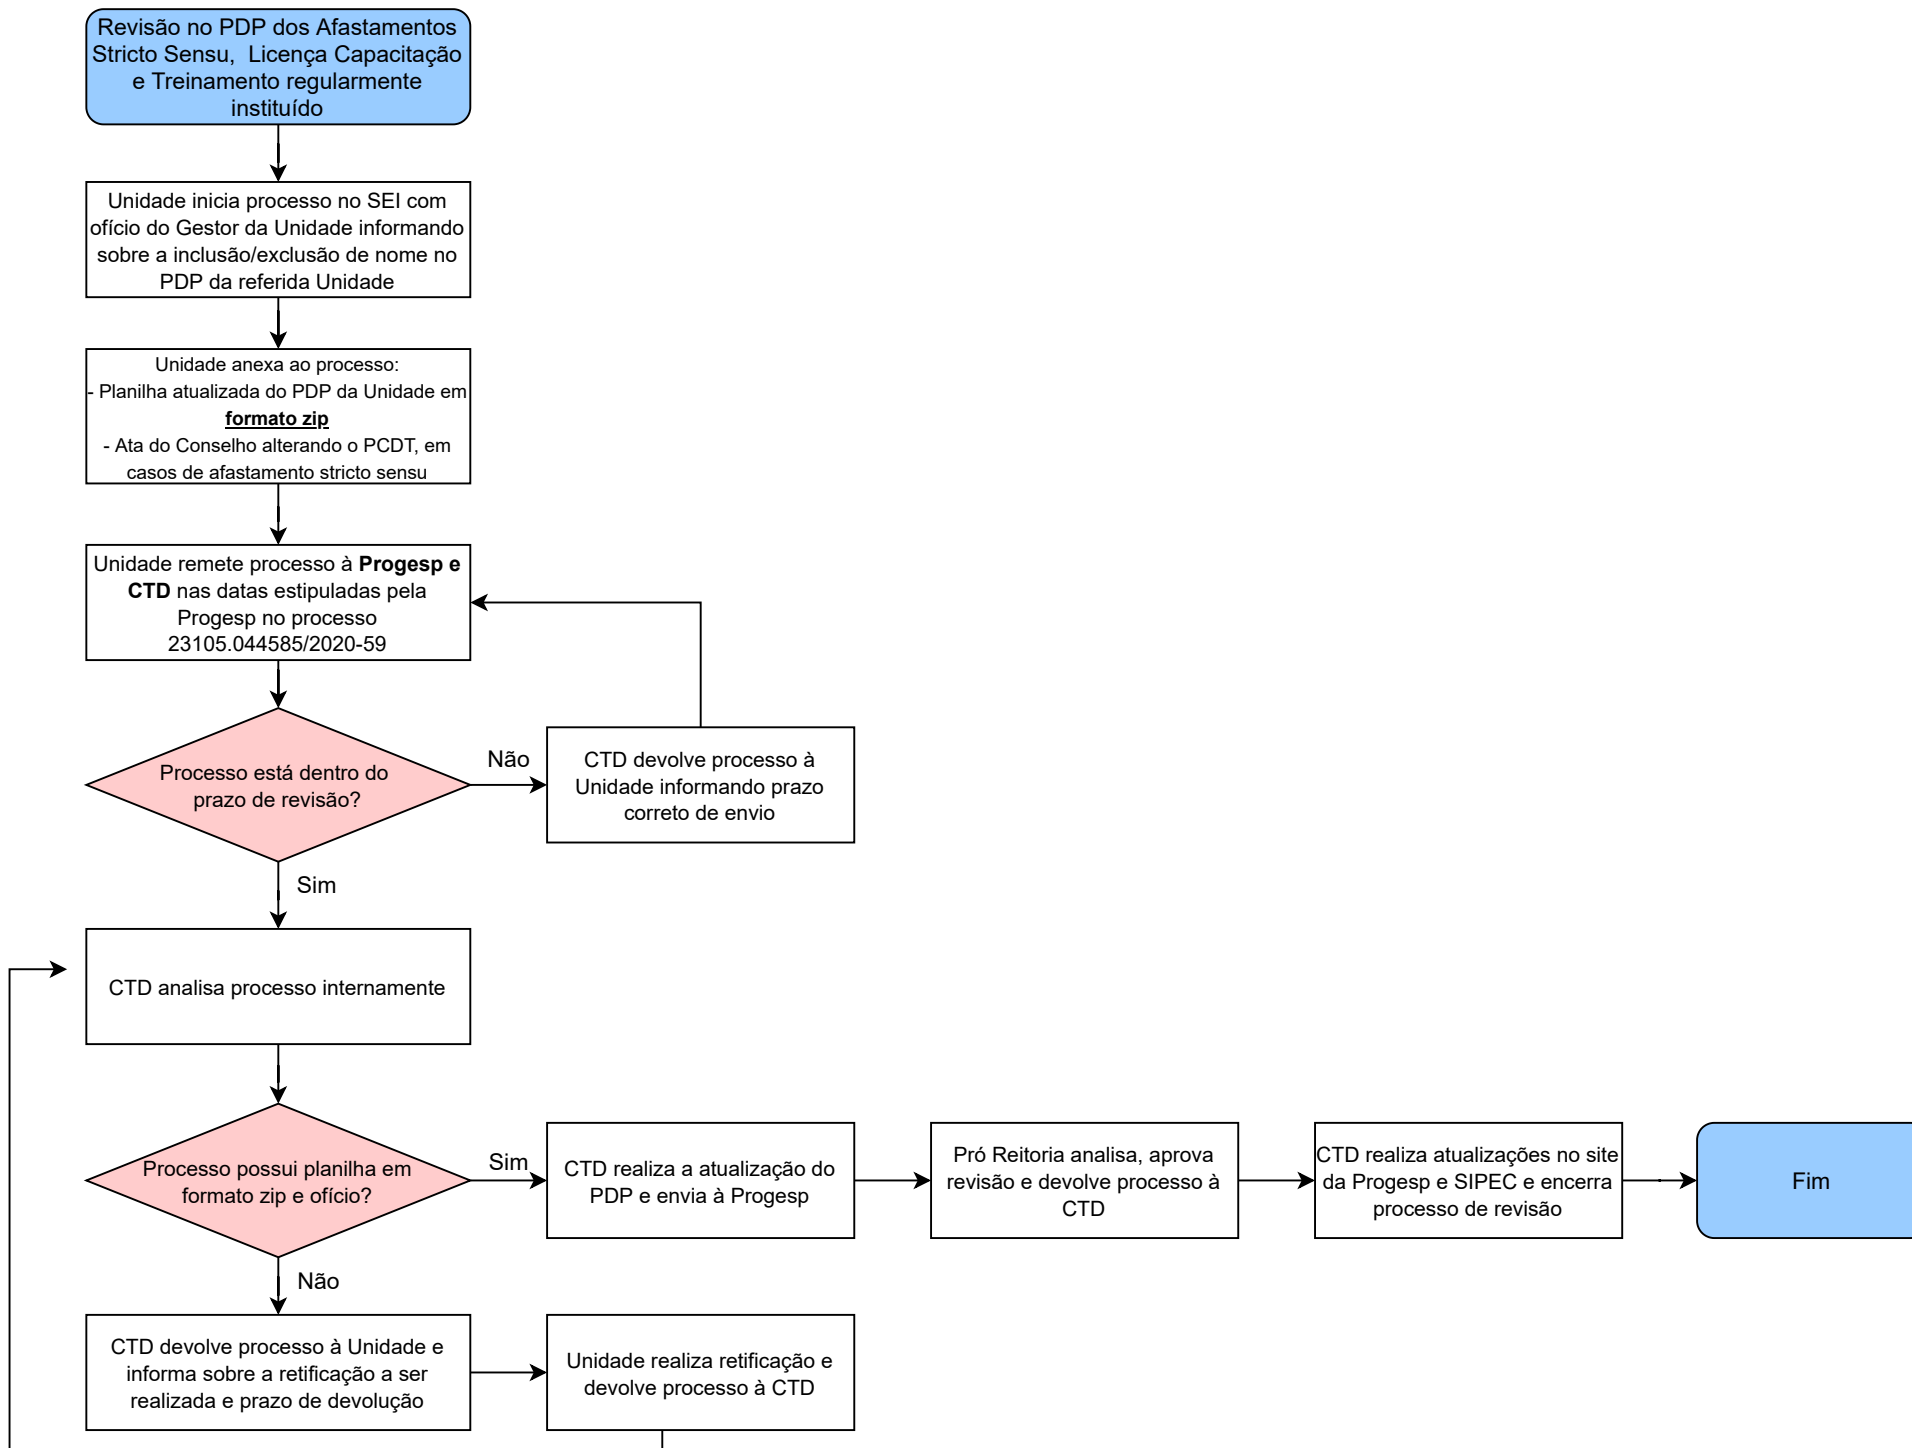 Revisão no PDP dos Afastamentos
Stricto Sensu, Licença Capacitação
e Treinamento regularmente
instituído
Unidade inicia processo no SEI com
ofício do Gestor da Unidade informando
sobre a inclusão/exclusão de nome no
PDP da referida Unidade
Unidade anexa ao processo:
- Planilha atualizada do PDP da Unidade em
formato zip
- Ata do Conselho alterando o PCDT, em
casos de afastamento stricto sensu
Unidade remete processo à Progesp e
CTD nas datas estipuladas pela
Progesp no processo
23105.044585/2020-59
Processo está dentro do
prazo de revisão?
Não
CTD devolve processo à
Unidade informando prazo
correto de envio
Sim
CTD analisa processo internamente
Processo possui planilha em
formato zip e ofício?
Sim
CTD realiza a atualização do
PDP e envia à Progesp
Pró Reitoria analisa, aprova
revisão e devolve processo à
CTD
CTD realiza atualizações no site
da Progesp e SIPEC e encerra
processo de revisão
Fim
Não
CTD devolve processo à Unidade e
informa sobre a retificação a ser
realizada e prazo de devolução
Unidade realiza retificação e
devolve processo à CTD